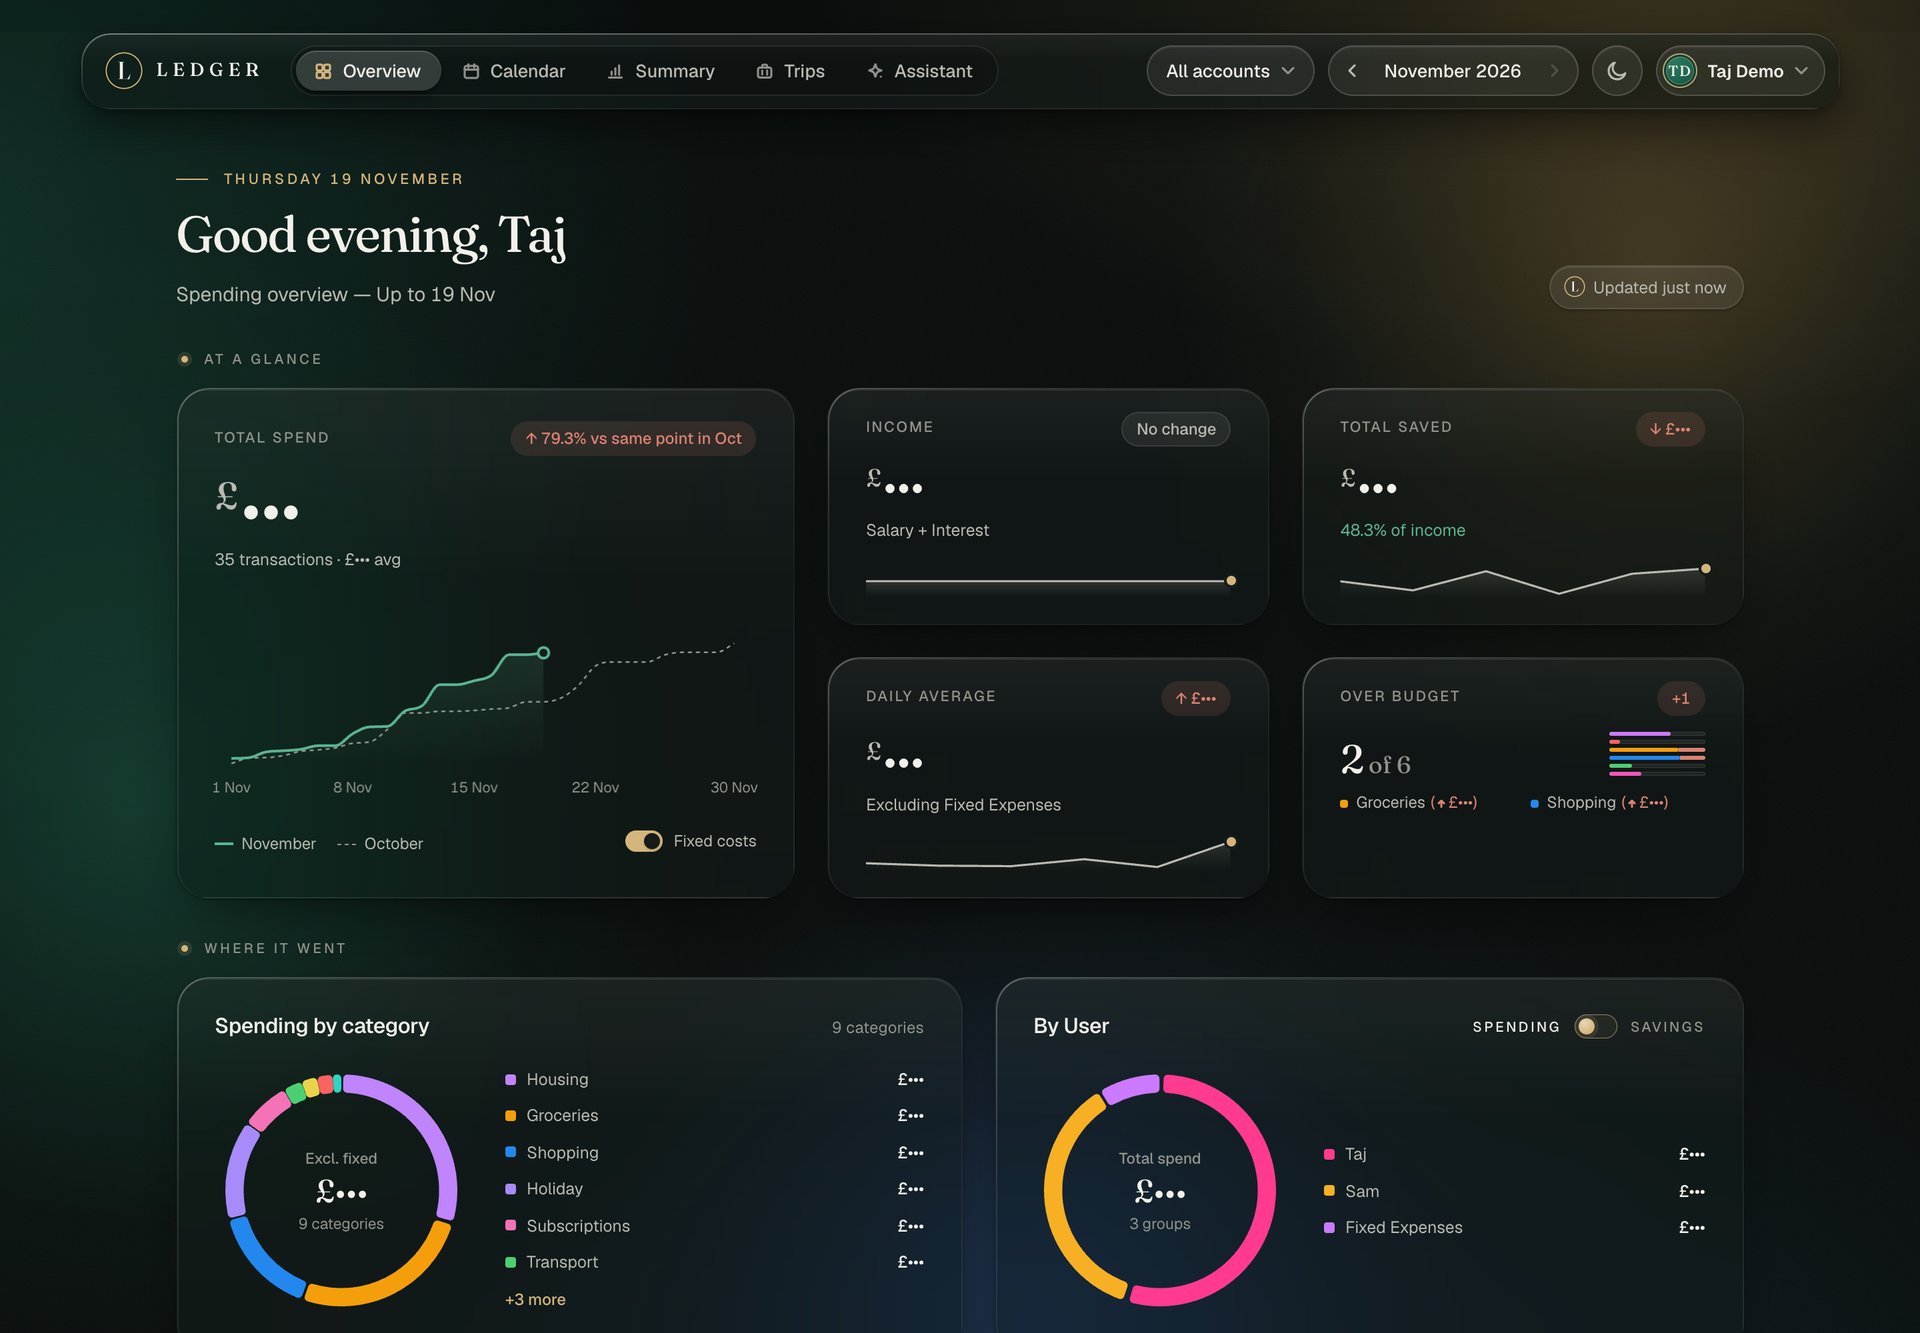 L LEDGER Overview Calendar Summary Trips Assistant All accounts November 2026 TD Taj Demo
THURSDAY 19 NOVEMBER
Good evening, Taj
Spending overview — Up to 19 Nov
L Updated just now
AT A GLANCE
TOTAL SPEND
↑ 79.3% vs same point in Oct
£•••
35 transactions · £••• avg
1 Nov 8 Nov 15 Nov 22 Nov 30 Nov
November October Fixed costs
INCOME
No change
£•••
Salary + Interest
TOTAL SAVED
↓ £•••
£•••
48.3% of income
DAILY AVERAGE
↑ £•••
£•••
Excluding Fixed Expenses
OVER BUDGET
+1
2 of 6
Groceries (↑ £•••) Shopping (↑ £•••)
WHERE IT WENT
Spending by category
9 categories
Excl. fixed
£•••
9 categories
Housing £•••
Groceries £•••
Shopping £•••
Holiday £•••
Subscriptions £•••
Transport £•••
+3 more
By User
SPENDING SAVINGS
Total spend
£•••
3 groups
Taj £•••
Sam £•••
Fixed Expenses £•••